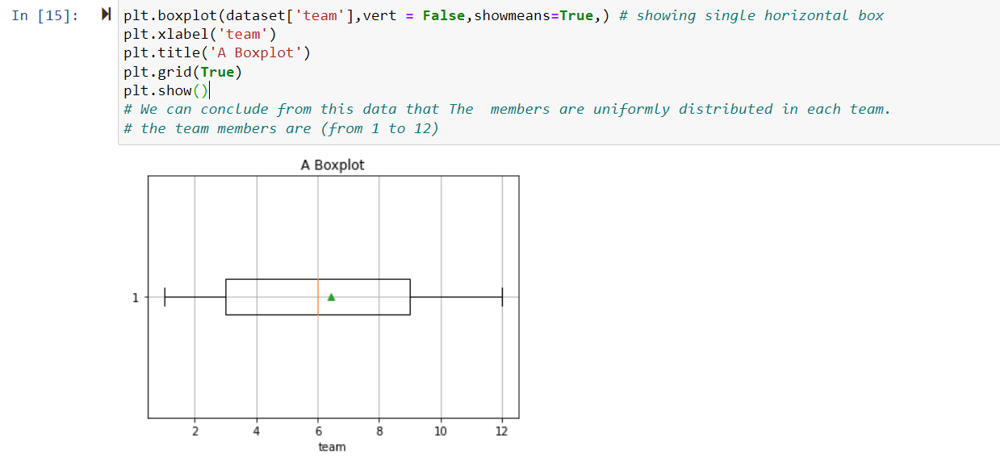 In [15]:
plt.boxplot(dataset['team'],vert = False,showmeans=True,) # showing single horizontal box
plt.xlabel('team')
plt.title('A Boxplot')
plt.grid(True)
plt.show()
# We can conclude from this data that The  members are uniformly distributed in each team.
# the team members are (from 1 to 12)
A Boxplot
1
2 4 6 8 10 12
team